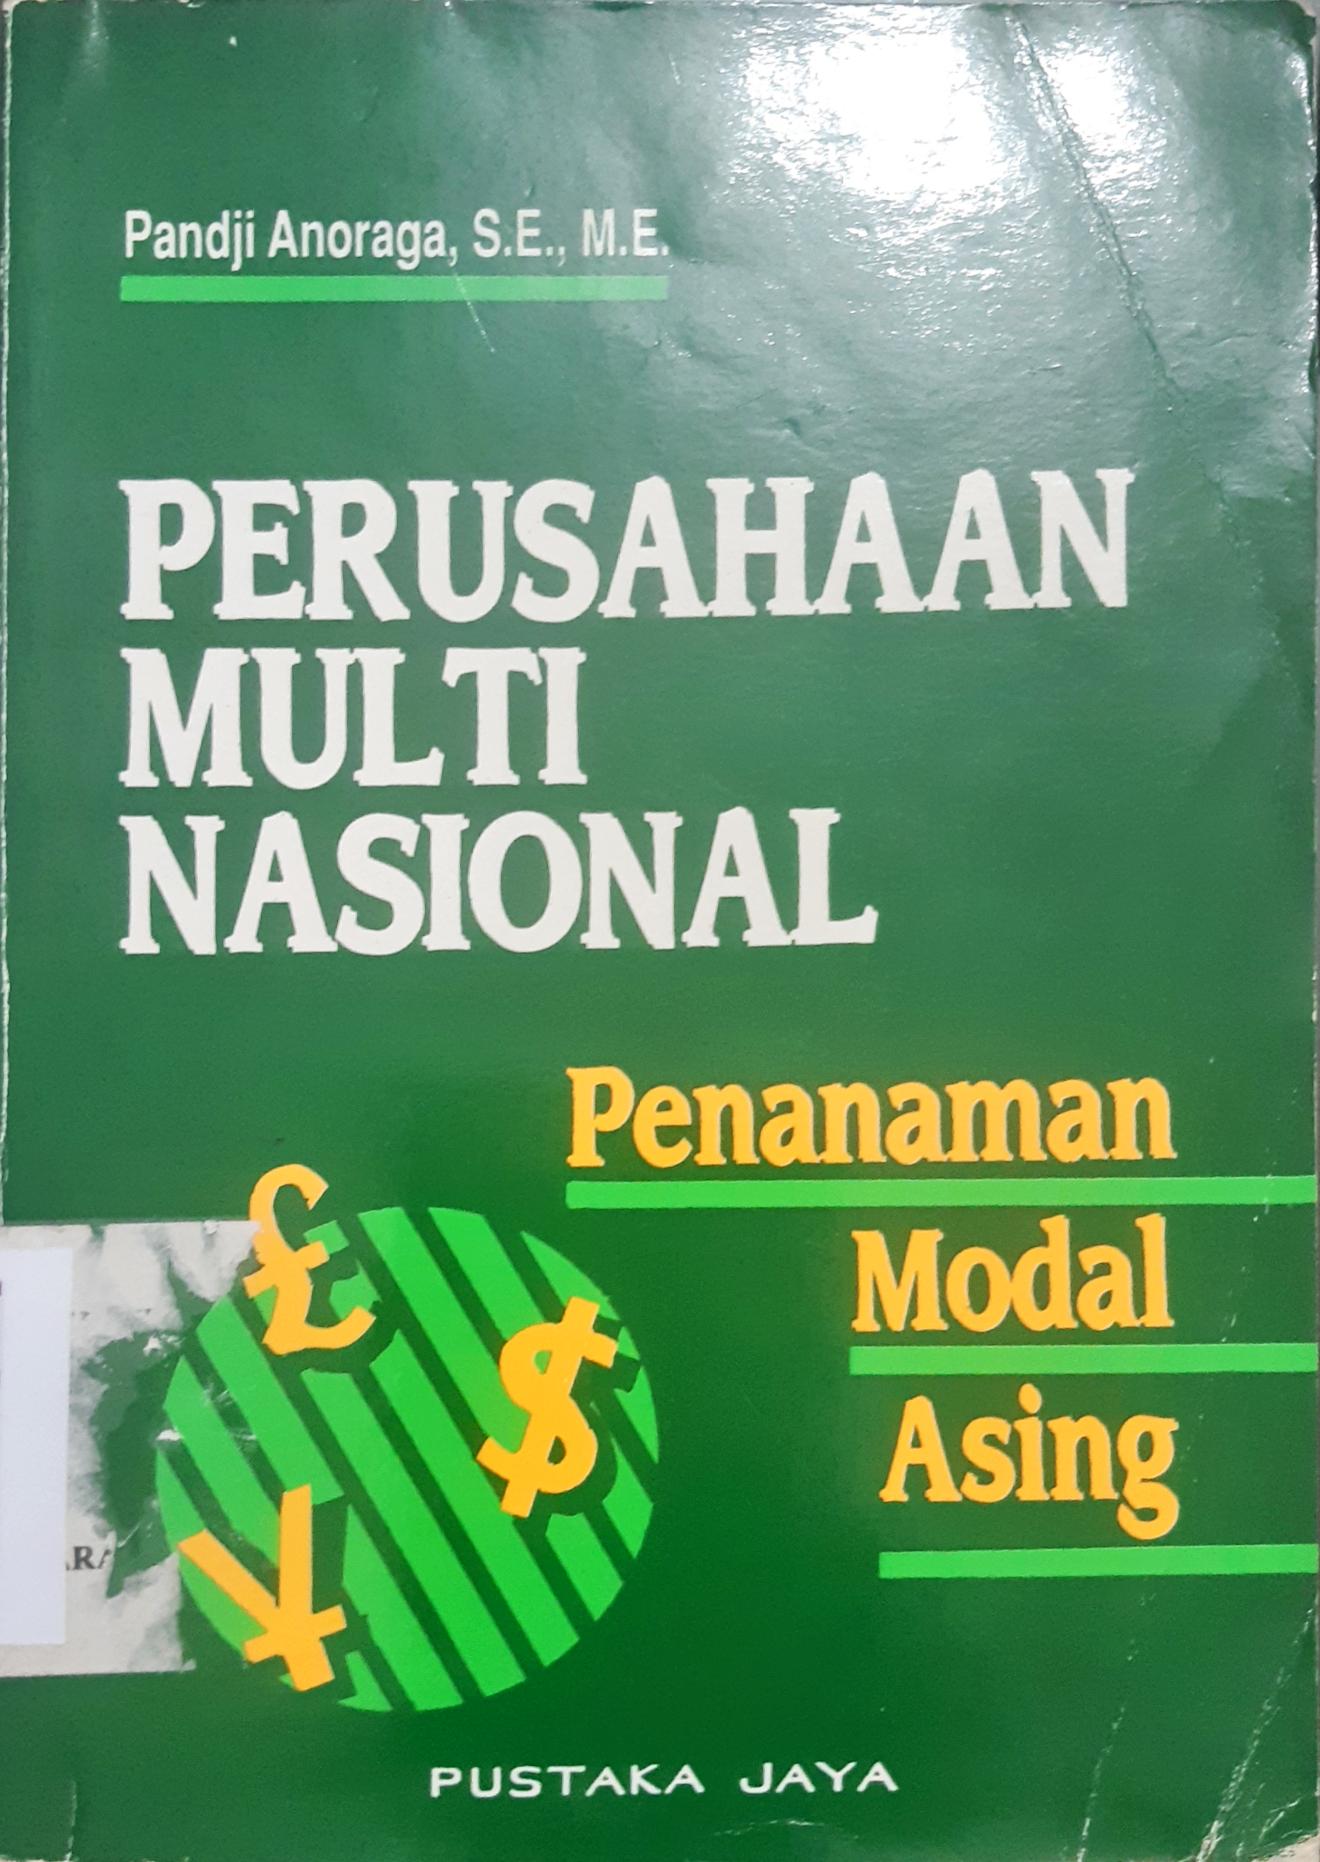 Pandji Anoraga, S.E., M.E.
PERUSAHAAN
MULTI
NASIONAL
Penanaman
Modal
Asing
£
$
¥
PUSTAKA JAYA